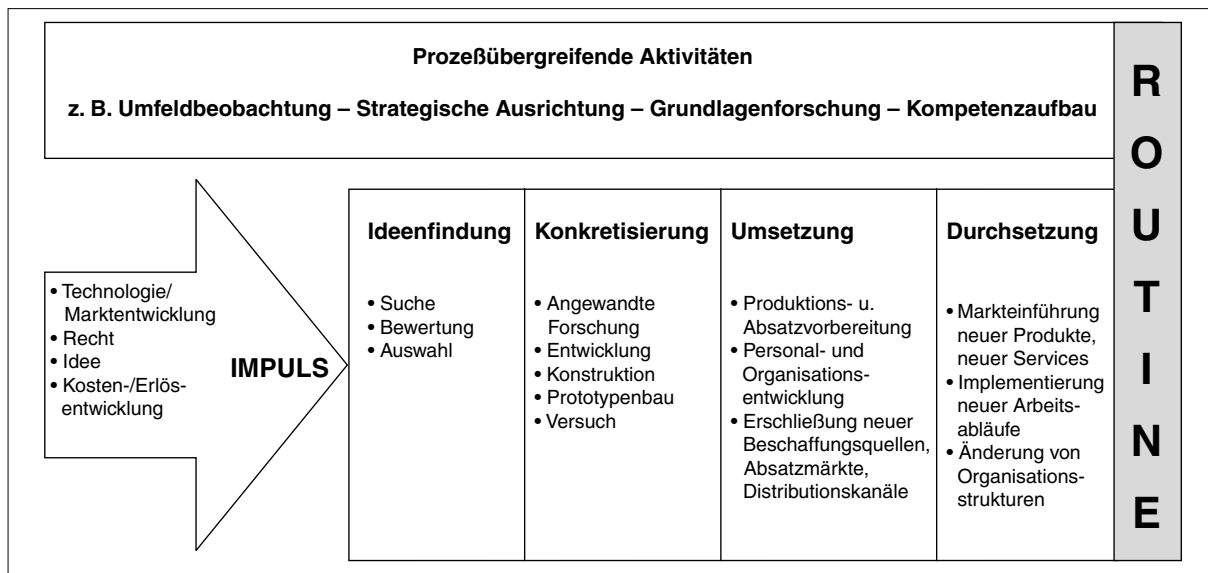 Prozeßübergreifende Aktivitäten
z. B. Umfeldbeobachtung – Strategische Ausrichtung – Grundlagenforschung – Kompetenzaufbau
• Technologie/
Marktentwicklung
• Recht
• Idee
• Kosten-/Erlös-
entwicklung
IMPULS
Ideenfindung
• Suche
• Bewertung
• Auswahl
Konkretisierung
• Angewandte
Forschung
• Entwicklung
• Konstruktion
• Prototypenbau
• Versuch
Umsetzung
• Produktions- u.
Absatzvorbereitung
• Personal- und
Organisations-
entwicklung
• Erschließung neuer
Beschaffungsquellen,
Absatzmärkte,
Distributionskanäle
Durchsetzung
• Markteinführung
neuer Produkte,
neuer Services
• Implementierung
neuer Arbeits-
abläufe
• Änderung von
Organisations-
strukturen
ROUTINE